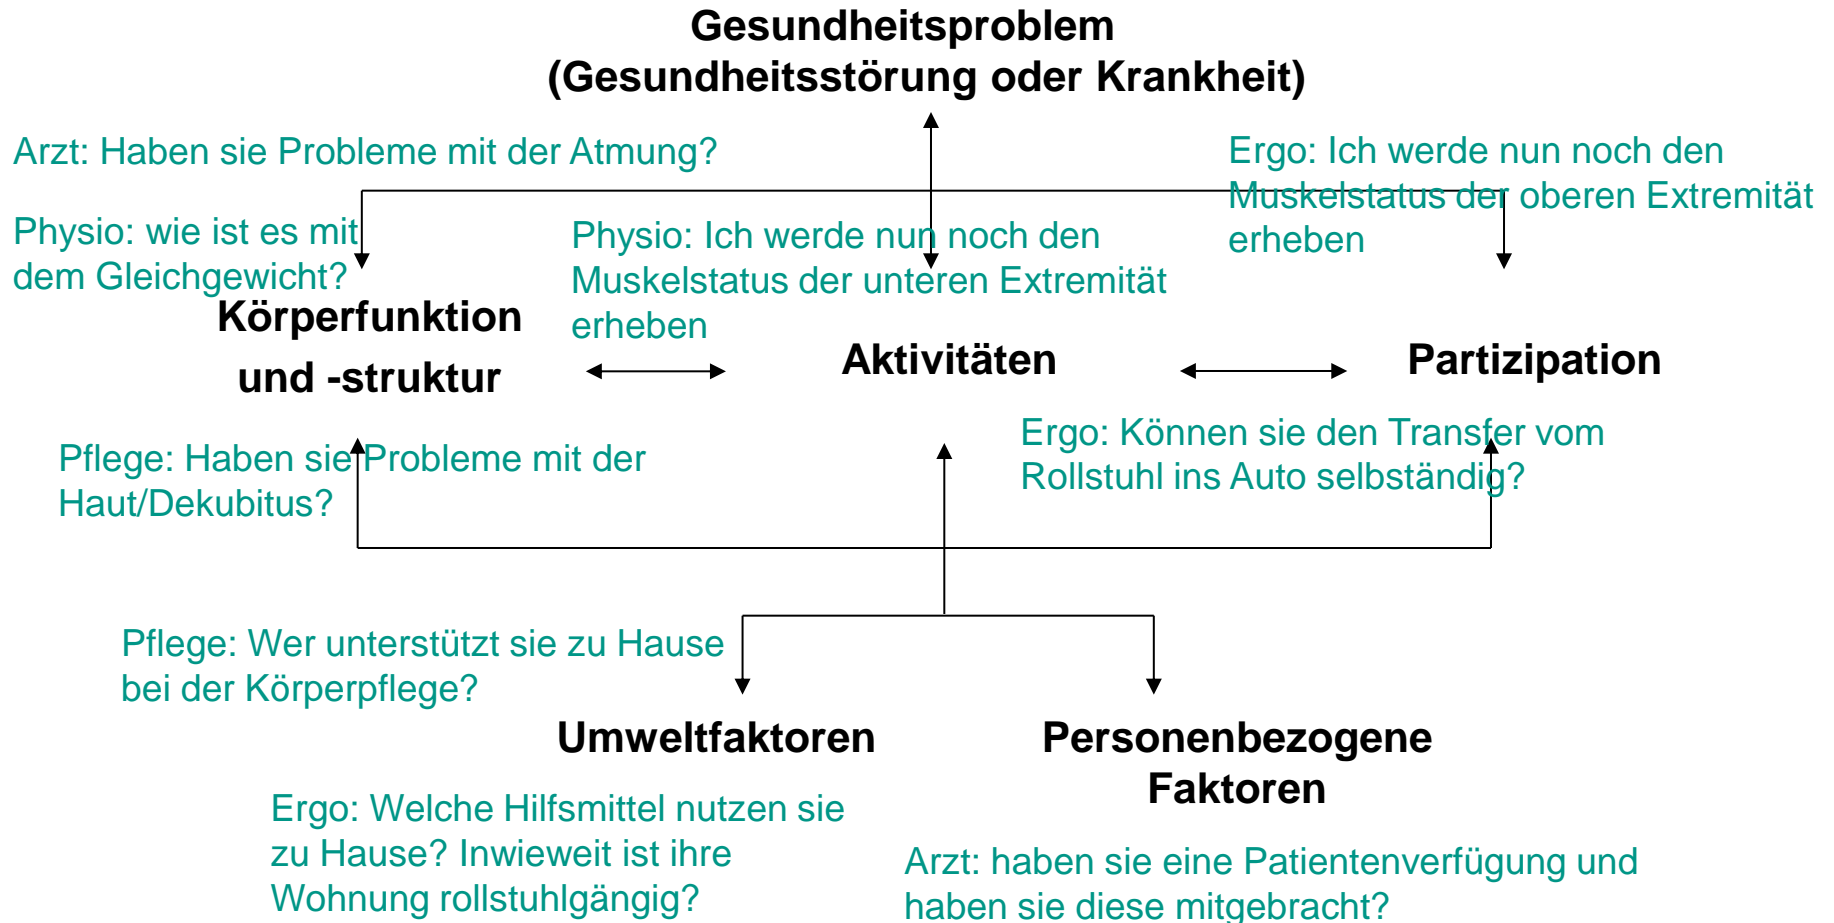 Gesundheitsproblem
(Gesundheitsstörung oder Krankheit)
Arzt: Haben sie Probleme mit der Atmung?
Ergo: Ich werde nun noch den
Muskelstatus der oberen Extremität
erheben
Physio: wie ist es mit
dem Gleichgewicht?
Physio: Ich werde nun noch den
Muskelstatus der unteren Extremität
erheben
Körperfunktion
und -struktur
Aktivitäten
Partizipation
Pflege: Haben sie Probleme mit der
Haut/Dekubitus?
Ergo: Können sie den Transfer vom
Rollstuhl ins Auto selbständig?
Pflege: Wer unterstützt sie zu Hause
bei der Körperpflege?
Umweltfaktoren
Personenbezogene
Faktoren
Ergo: Welche Hilfsmittel nutzen sie
zu Hause? Inwieweit ist ihre
Wohnung rollstuhlgängig?
Arzt: haben sie eine Patientenverfügung und
haben sie diese mitgebracht?